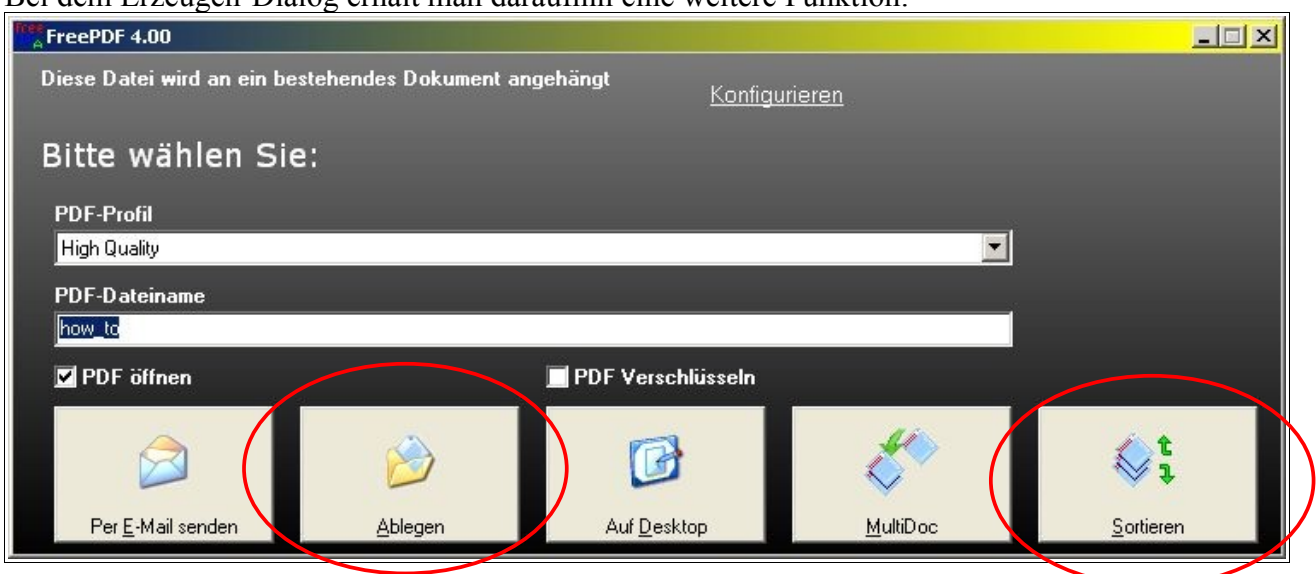 Bei dem Erzeugen-Dialog erhält man daraufhin eine weitere Funktion:
FreePDF 4.00
Diese Datei wird an ein bestehendes Dokument angehängt
Konfigurieren
Bitte wählen Sie:
PDF-Profil
High Quality
PDF-Dateiname
how_to
PDF öffnen
PDF Verschlüsseln
Per E-Mail senden
Ablegen
Auf Desktop
MultiDoc
Sortieren